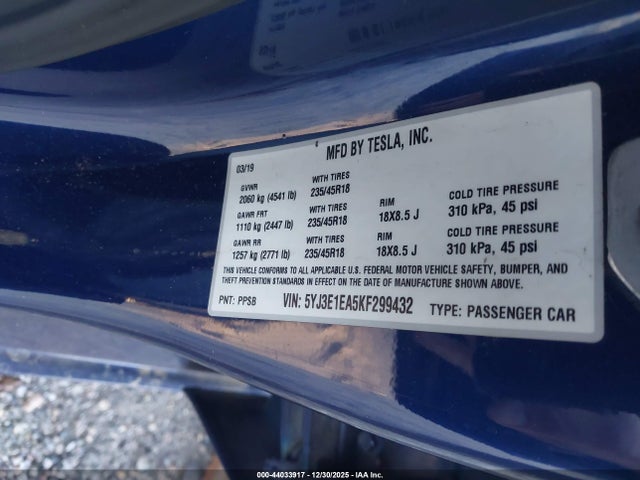 MFD BY TESLA, INC.
03/19
GVWR WITH TIRES
2060 kg (4541 lb) 235/45R18
GAWR FRT WITH TIRES RIM COLD TIRE PRESSURE
1110 kg (2447 lb) 235/45R18 18X8.5 J 310 kPa, 45 psi
GAWR RR WITH TIRES RIM COLD TIRE PRESSURE
1257 kg (2771 lb) 235/45R18 18X8.5 J 310 kPa, 45 psi
THIS VEHICLE CONFORMS TO ALL APPLICABLE U.S. FEDERAL MOTOR VEHICLE SAFETY, BUMPER, AND
THEFT PREVENTION STANDARDS IN EFFECT ON THE DATE OF MANUFACTURE SHOWN ABOVE.
PNT: PPSB VIN: 5YJ3E1EA5KF299432 TYPE: PASSENGER CAR
000-44033917 - 12/30/2025 - IAA Inc.